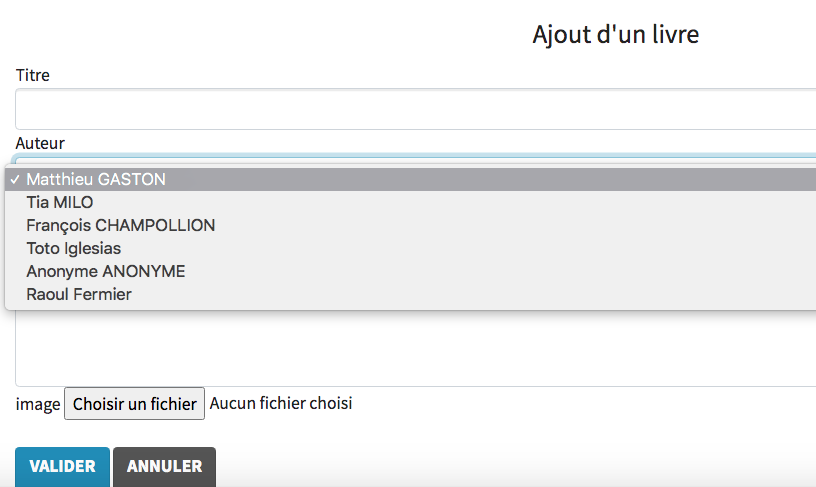 Ajout d'un livre
Titre
Auteur
✓ Matthieu GASTON
Tia MILO
François CHAMPOLLION
Toto Iglesias
Anonyme ANONYME
Raoul Fermier
image Choisir un fichier Aucun fichier choisi
VALIDER ANNULER